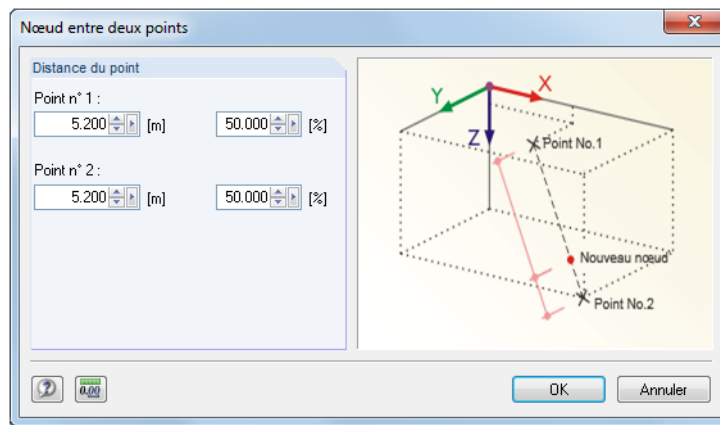 Nœud entre deux points
Distance du point
Point n° 1 :
5.200 [m] 50.000 [%]
Point n° 2 :
5.200 [m] 50.000 [%]
Y X
Z
Point No.1
Nouveau nœud
Point No.2
0.00
OK Annuler